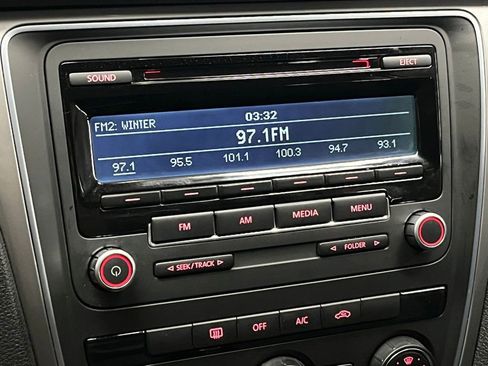 SOUND
EJECT
03:32
FM2: WINTER
97.1FM
97.1 95.5 101.1 100.3 94.7 93.1
FM AM MEDIA MENU
◁ SEEK/TRACK ▷ ◁ FOLDER ▷
OFF A/C